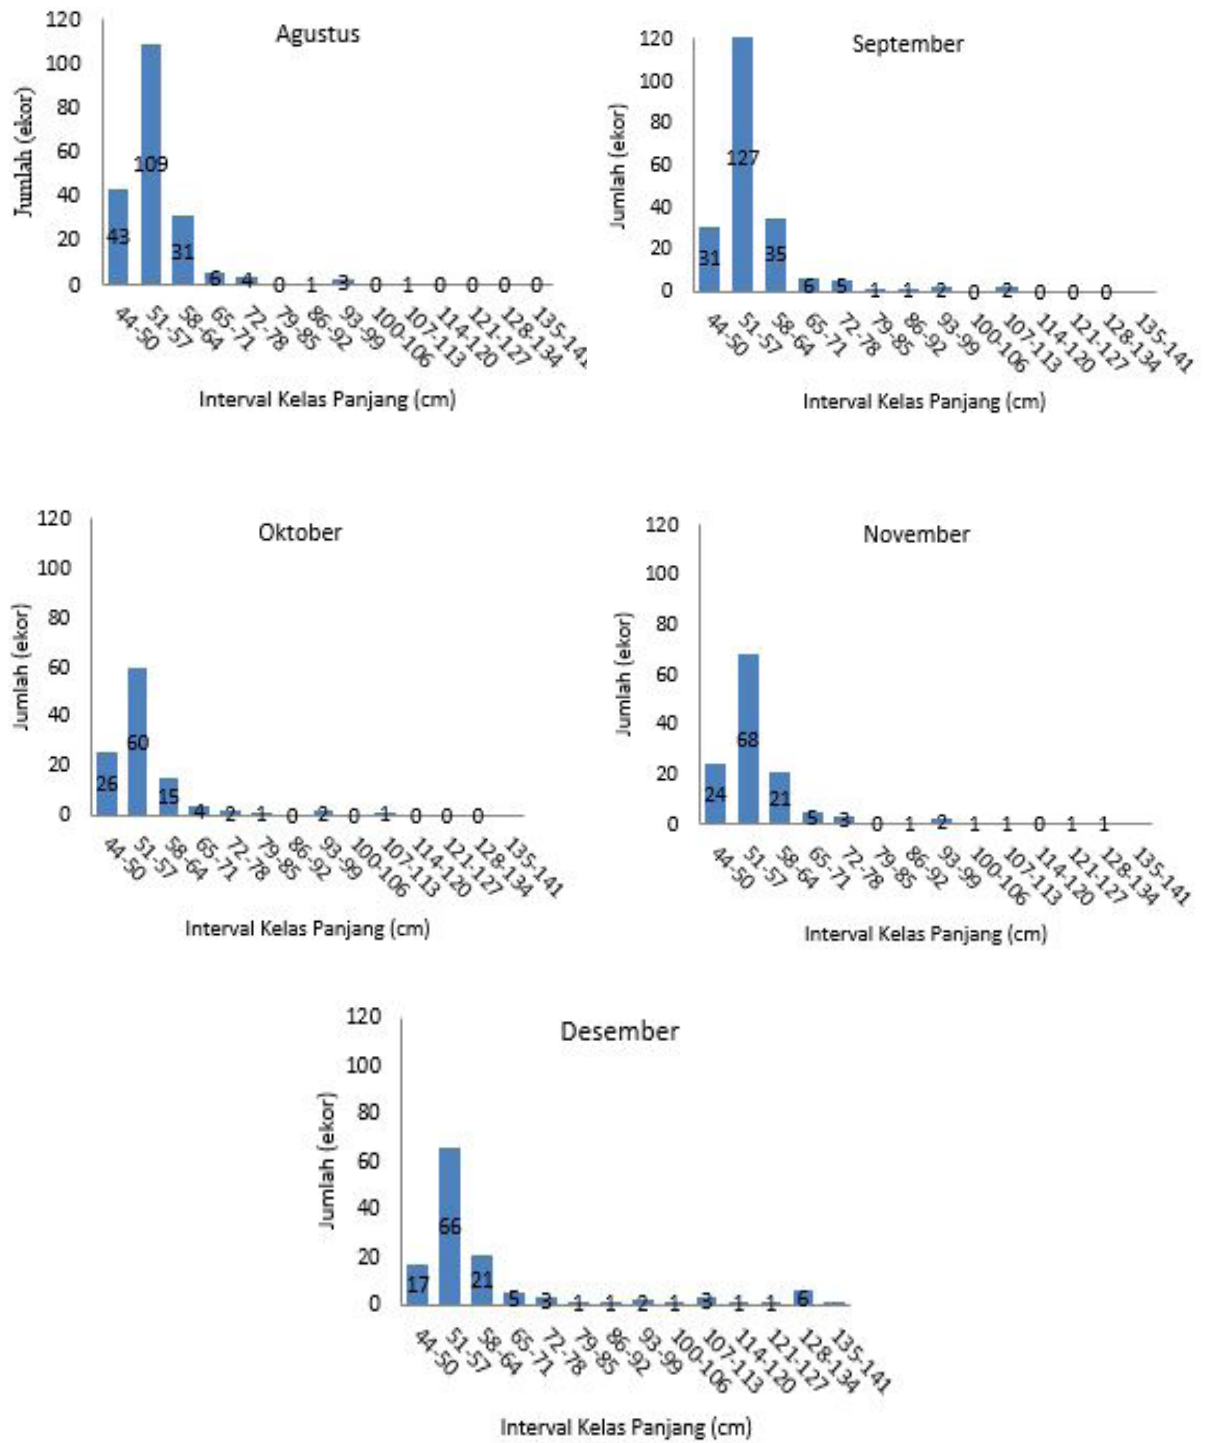 Agustus
Jumlah (ekor)
120
100
80
60
40
20
0
43 109 31 6 4 0 1 3 0 1 0 0 0 0
44-50 51-57 58-64 65-71 72-78 79-85 86-92 93-99 100-106 107-113 114-120 121-127 128-134 135-141
Interval Kelas Panjang (cm)
September
Jumlah (ekor)
120
100
80
60
40
20
0
31 127 35 6 5 1 1 2 0 2 0 0 0
44-50 51-57 58-64 65-71 72-78 79-85 86-92 93-99 100-106 107-113 114-120 121-127 128-134 135-141
Interval Kelas Panjang (cm)
Oktober
Jumlah (ekor)
120
100
80
60
40
20
0
26 60 15 4 2 1 0 2 0 1 0 0 0
44-50 51-57 58-64 65-71 72-78 79-85 86-92 93-99 100-106 107-113 114-120 121-127 128-134 135-141
Interval Kelas Panjang (cm)
November
Jumlah (ekor)
120
100
80
60
40
20
0
24 68 21 5 3 0 1 2 1 1 0 1 1
44-50 51-57 58-64 65-71 72-78 79-85 86-92 93-99 100-106 107-113 114-120 121-127 128-134 135-141
Interval Kelas Panjang (cm)
Desember
Jumlah (ekor)
120
100
80
60
40
20
0
17 66 21 5 3 1 1 2 1 3 1 1 6
44-50 51-57 58-64 65-71 72-78 79-85 86-92 93-99 100-106 107-113 114-120 121-127 128-134 135-141
Interval Kelas Panjang (cm)